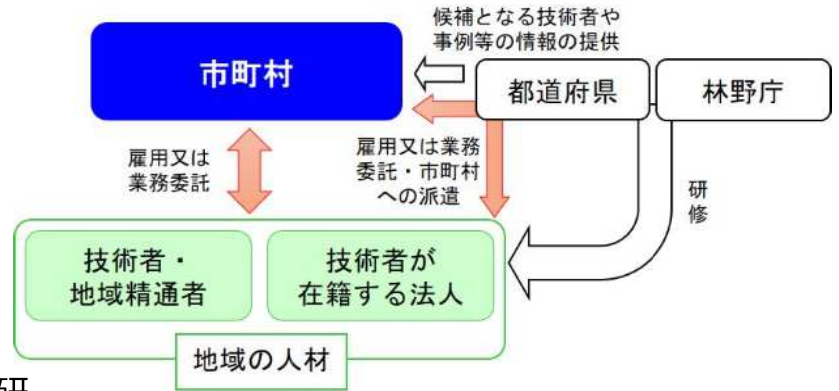 候補となる技術者や
事例等の情報の提供
市町村
都道府県
林野庁
雇用又は
業務委託
雇用又は業務
委託・市町村
への派遣
研
修
技術者・
地域精通者
技術者が
在籍する法人
地域の人材